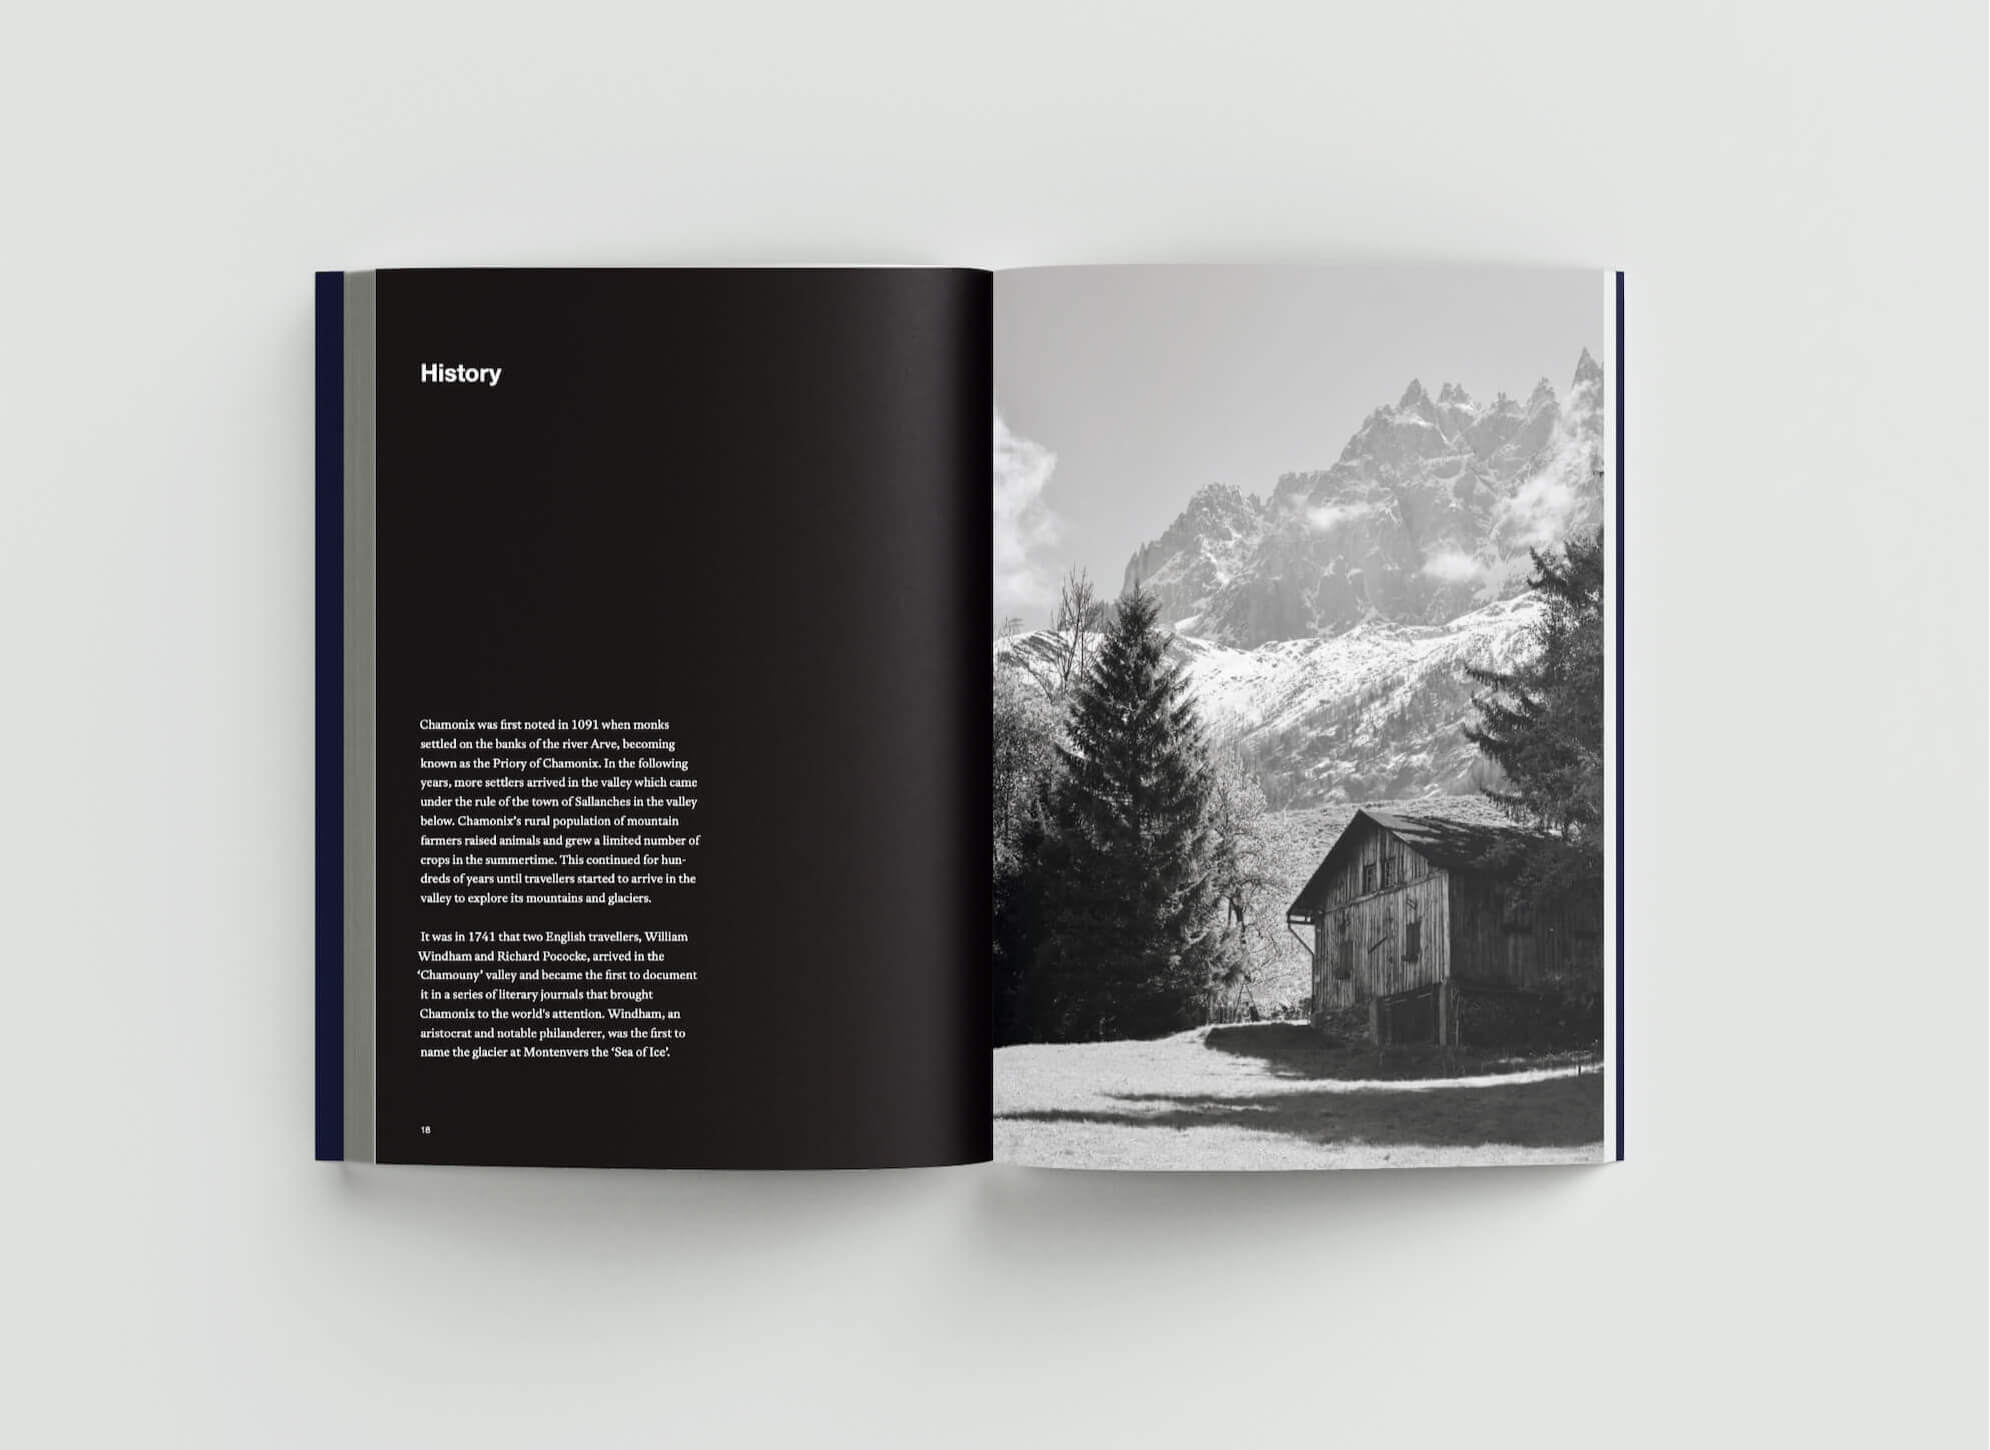 History
Chamonix was first noted in 1091 when monks
settled on the banks of the river Arve, becoming
known as the Priory of Chamonix. In the following
years, more settlers arrived in the valley which came
under the rule of the town of Sallanches in the valley
below. Chamonix's rural population of mountain
farmers raised animals and grew a limited number of
crops in the summertime. This continued for hun-
dreds of years until travellers started to arrive in the
valley to explore its mountains and glaciers.
It was in 1741 that two English travellers, William
Windham and Richard Pococke, arrived in the
‘Chamouny’ valley and became the first to document
it in a series of literary journals that brought
Chamonix to the world's attention. Windham, an
aristocrat and notable philanderer, was the first to
name the glacier at Montenvers the ‘Sea of Ice’.
18